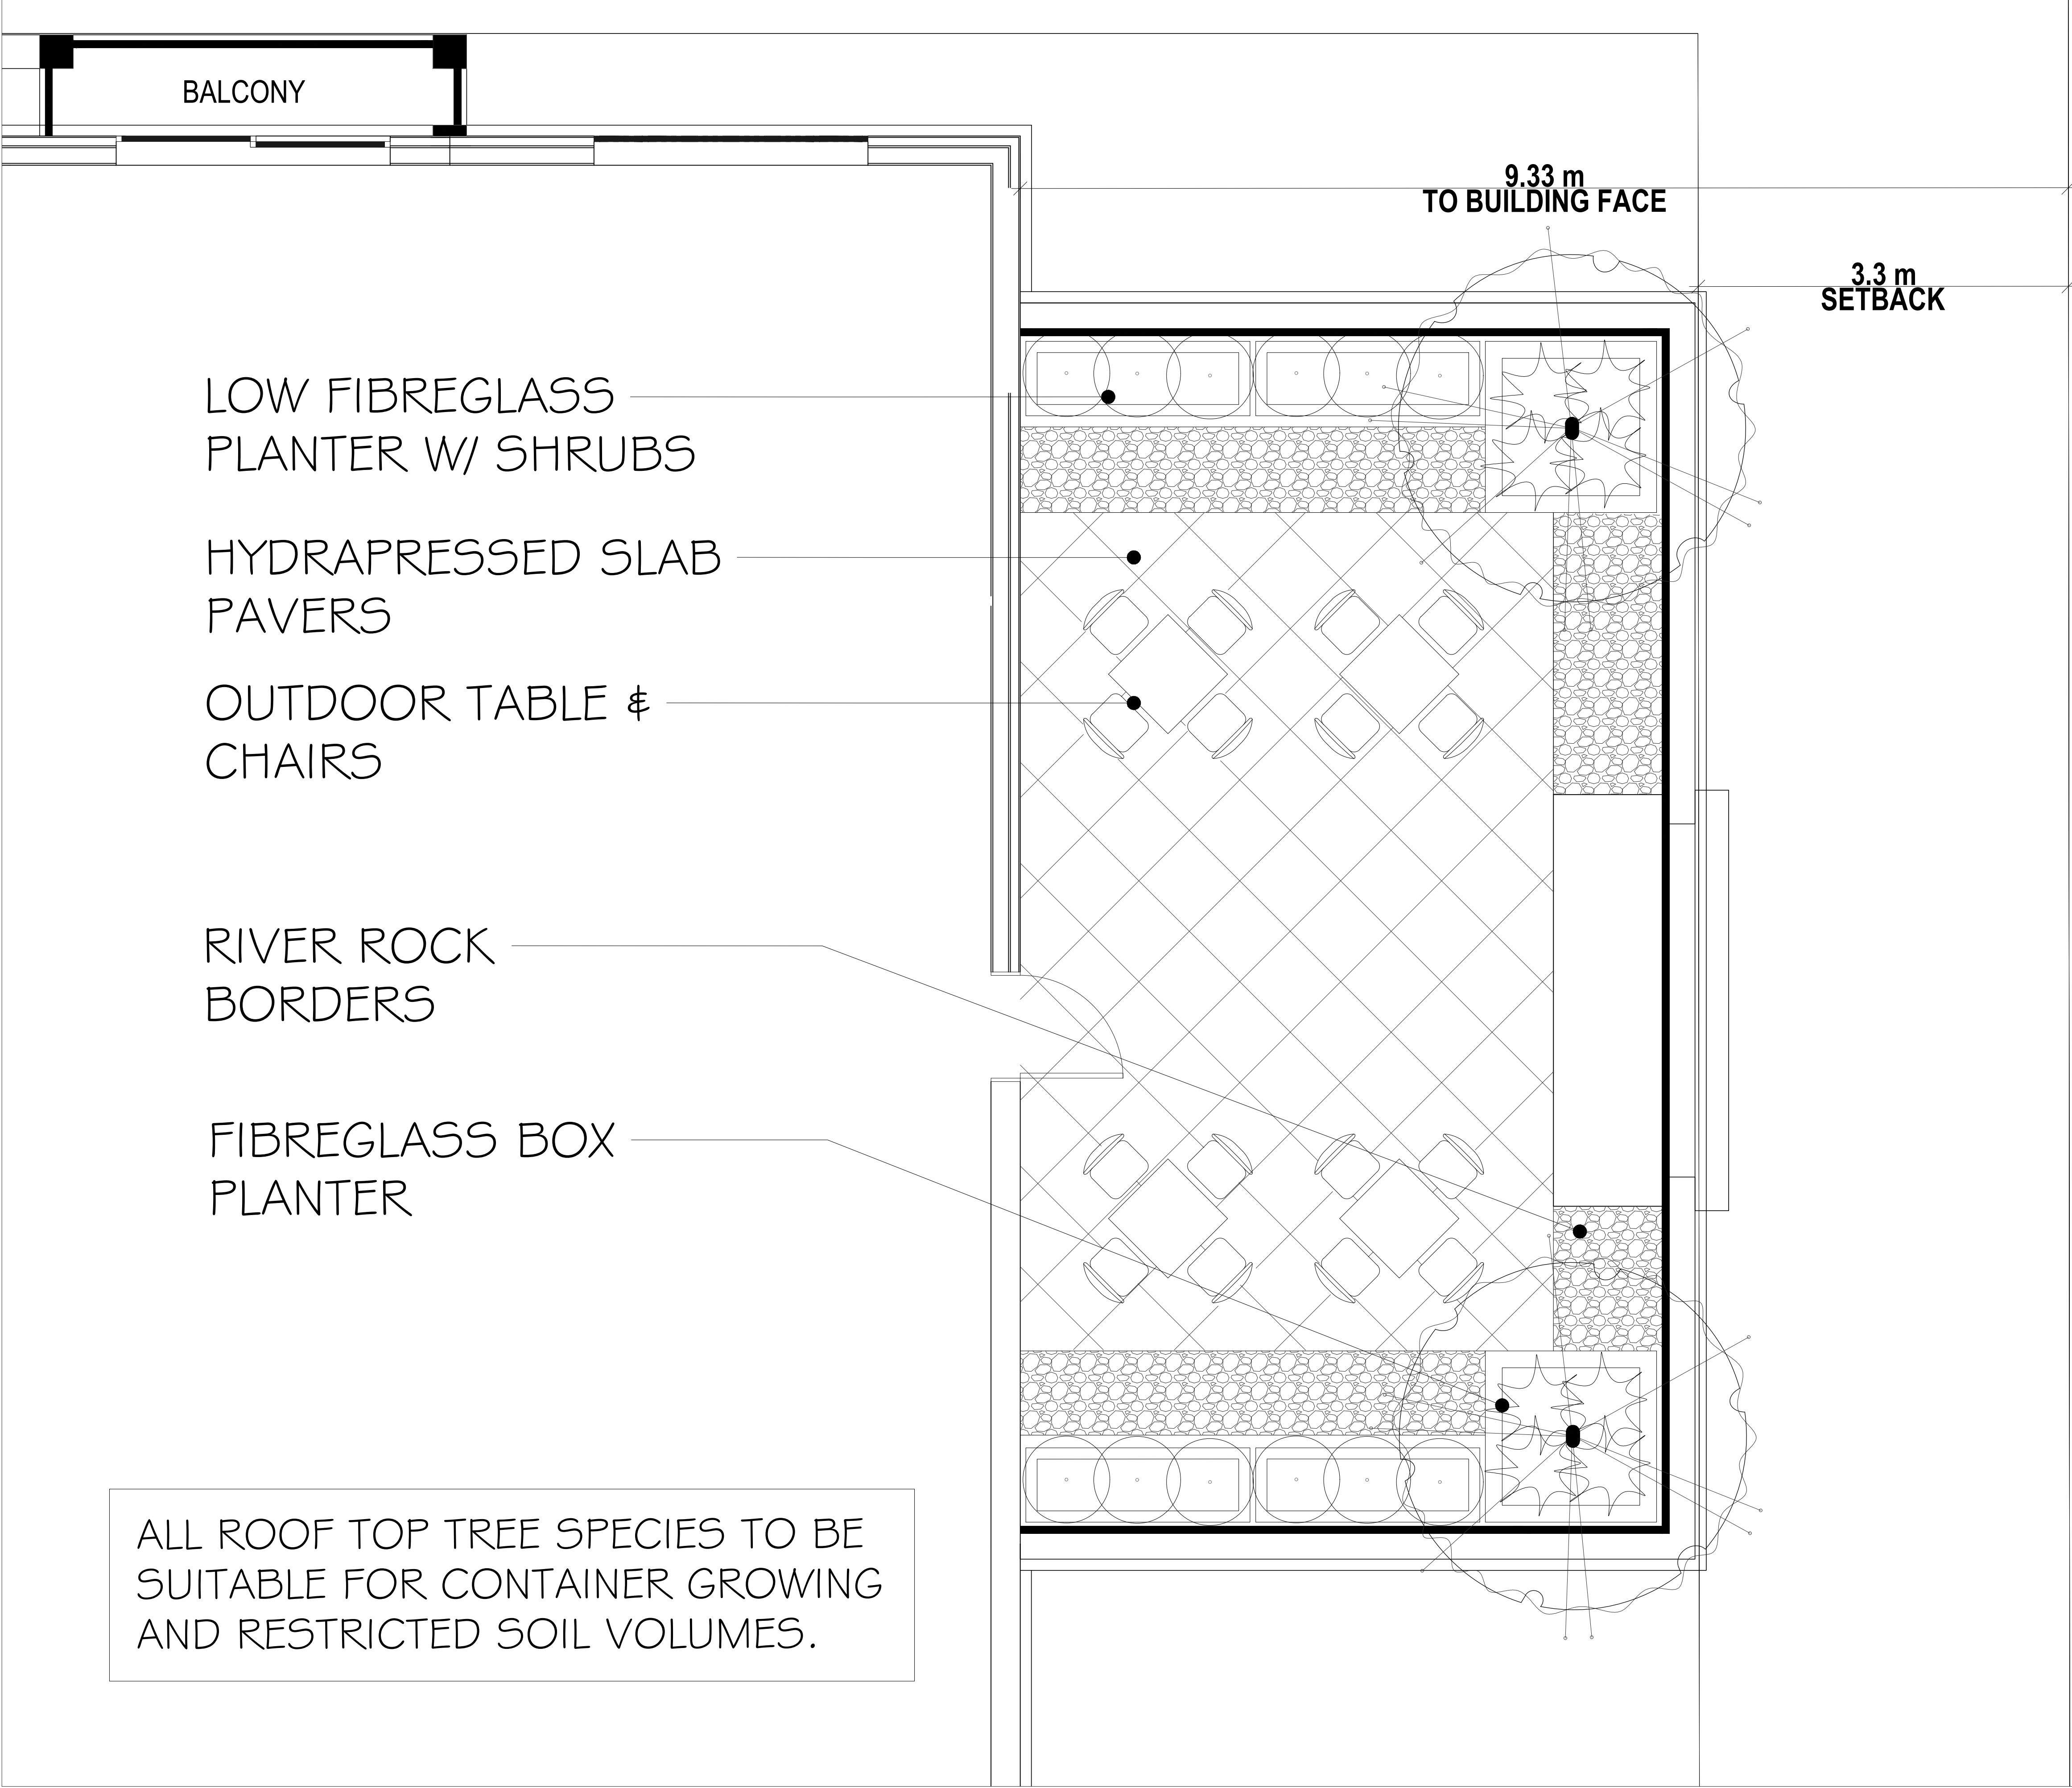 BALCONY
9.33 m
TO BUILDING FACE
3.3 m
SETBACK
LOW FIBREGLASS
PLANTER W/ SHRUBS
HYDRAPRESSED SLAB
PAVERS
OUTDOOR TABLE &
CHAIRS
RIVER ROCK
BORDERS
FIBREGLASS BOX
PLANTER
ALL ROOF TOP TREE SPECIES TO BE
SUITABLE FOR CONTAINER GROWING
AND RESTRICTED SOIL VOLUMES.